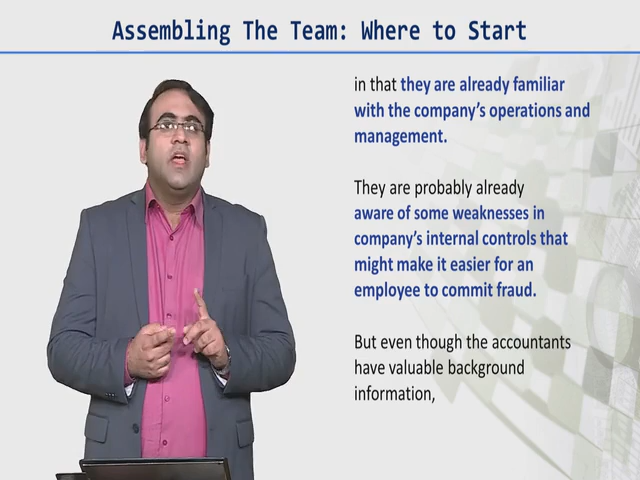 Assembling The Team: Where to Start
in that they are already familiar
with the company's operations and
management.
They are probably already
aware of some weaknesses in
company's internal controls that
might make it easier for an
employee to commit fraud.
But even though the accountants
have valuable background
information,